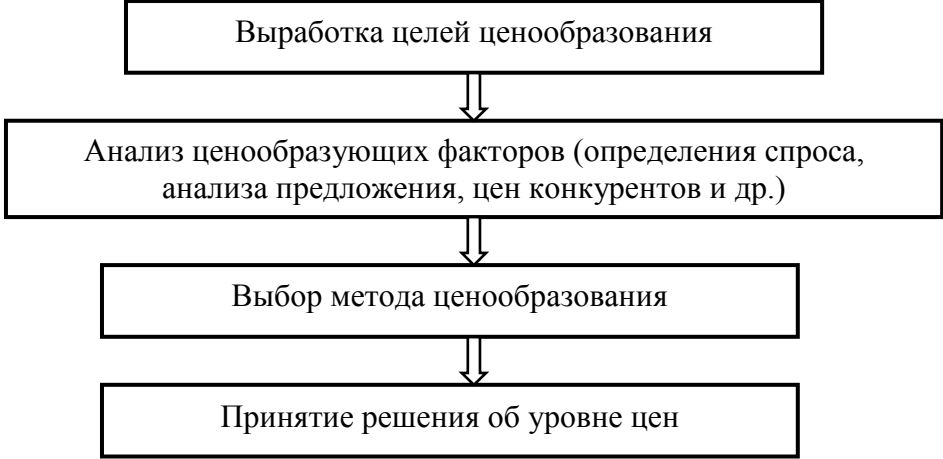 Выработка целей ценообразования
Анализ ценообразующих факторов (определения спроса,
анализа предложения, цен конкурентов и др.)
Выбор метода ценообразования
Принятие решения об уровне цен